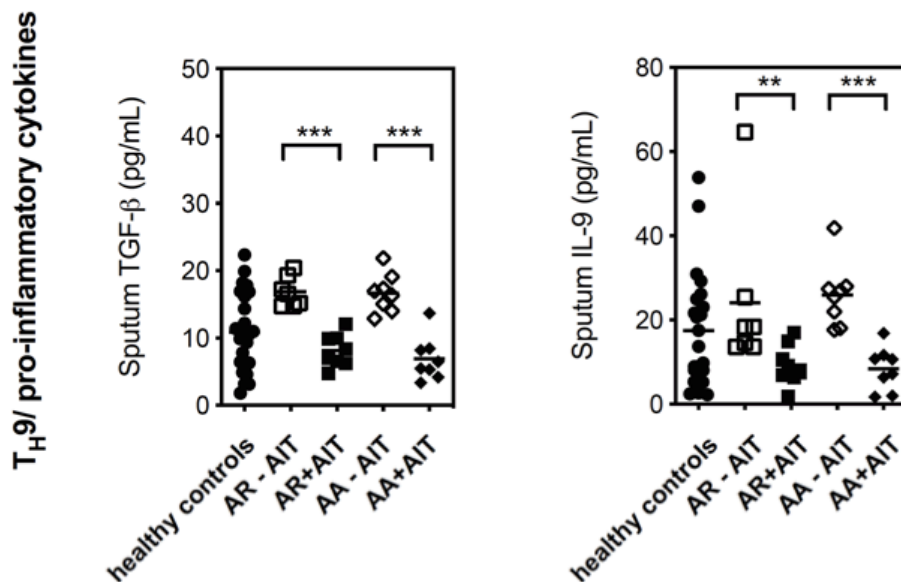 T_H9/ pro-inflammatory cytokines
Sputum TGF-β (pg/mL)
50
40
30
20
10
0
***
***
healthy controls
AR - AIT
AR+AIT
AA - AIT
AA+AIT
Sputum IL-9 (pg/mL)
80
60
40
20
0
**
***
healthy controls
AR - AIT
AR+AIT
AA - AIT
AA+AIT